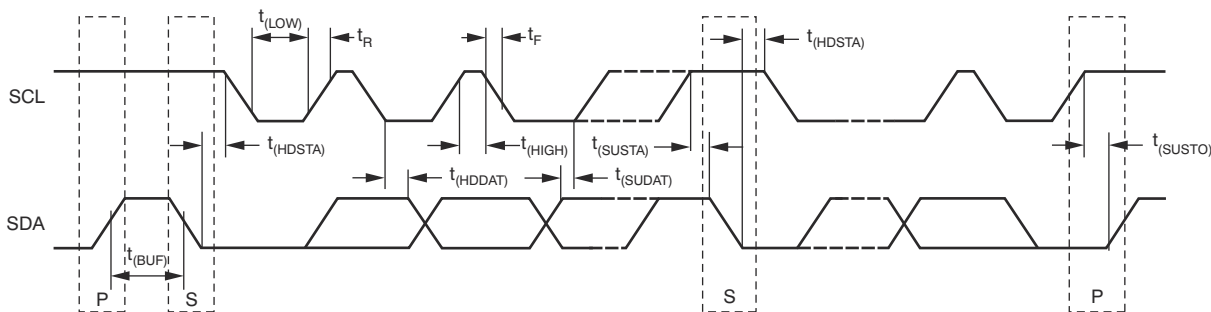 t(LOW)
tR
tF
t(HDSTA)
SCL
t(HDSTA)
t(HIGH)
t(SUSTA)
t(SUSTO)
t(HDDAT)
t(SUDAT)
SDA
t(BUF)
P
S
S
P